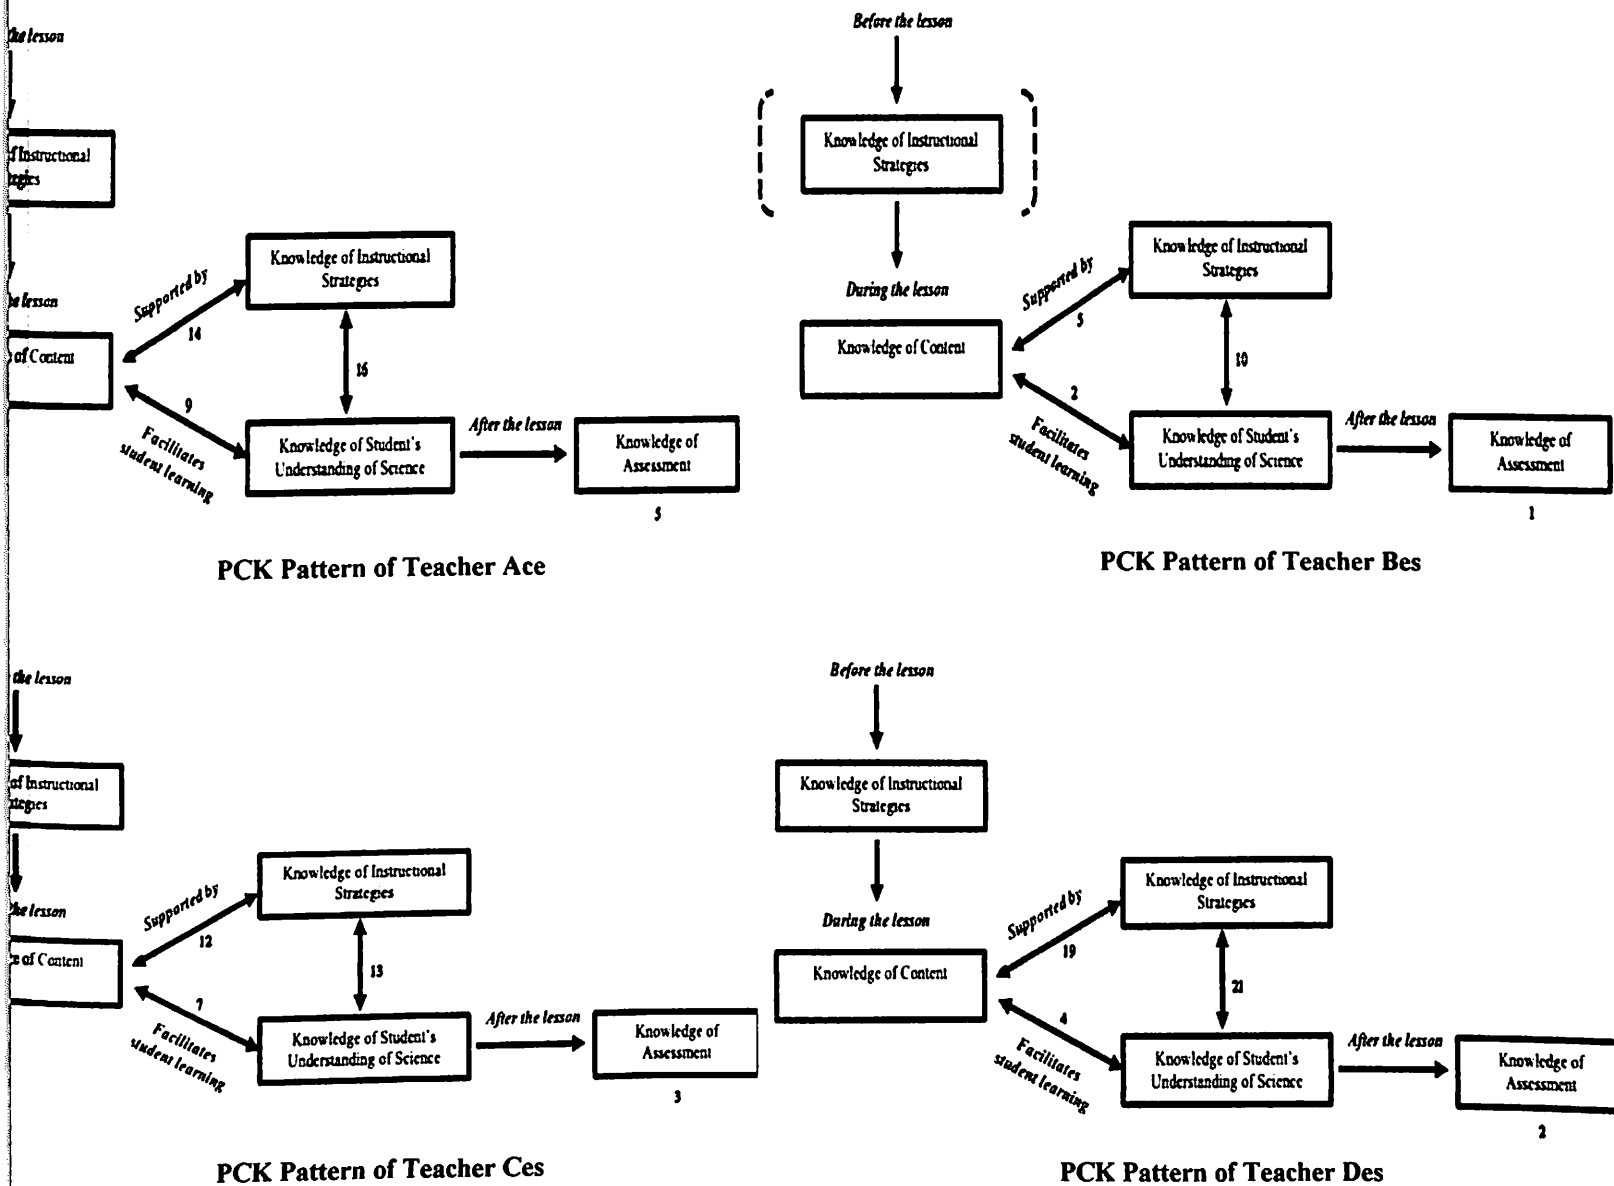 the lesson
of Instructional
tegies
the lesson
of Content
Supported by
14
9
Facilitates
student learning
Knowledge of Instructional
Strategies
15
Knowledge of Student's
Understanding of Science
After the lesson
Knowledge of
Assessment
5
PCK Pattern of Teacher Ace
Before the lesson
Knowledge of Instructional
Strategies
During the lesson
Knowledge of Content
Supported by
5
2
Facilitates
student learning
Knowledge of Instructional
Strategies
10
Knowledge of Student's
Understanding of Science
After the lesson
Knowledge of
Assessment
1
PCK Pattern of Teacher Bes
the lesson
of Instructional
tegies
the lesson
e of Content
Supported by
12
7
Facilitates
student learning
Knowledge of Instructional
Strategies
13
Knowledge of Student's
Understanding of Science
After the lesson
Knowledge of
Assessment
3
PCK Pattern of Teacher Ces
Before the lesson
Knowledge of Instructional
Strategies
During the lesson
Knowledge of Content
Supported by
19
4
Facilitates
student learning
Knowledge of Instructional
Strategies
21
Knowledge of Student's
Understanding of Science
After the lesson
Knowledge of
Assessment
2
PCK Pattern of Teacher Des